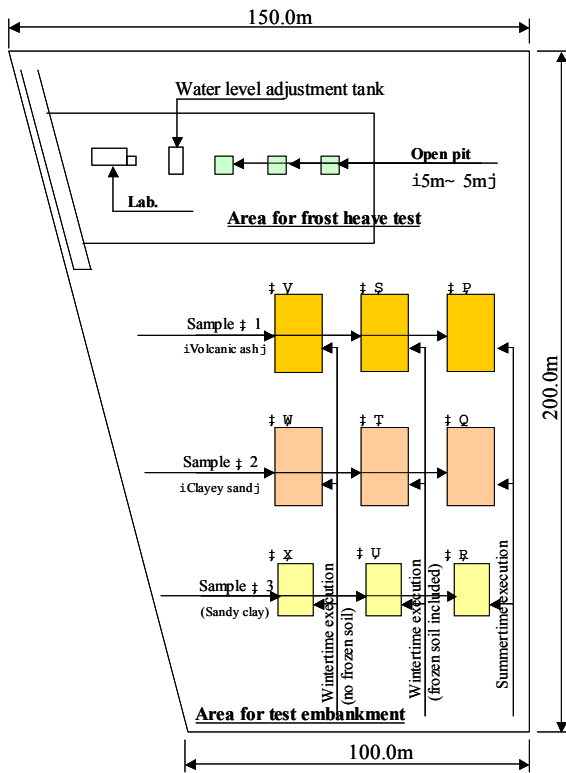 150.0m
Water level adjustment tank
Open pit
i5m~ 5mj
Lab.
Area for frost heave test
‡ V
‡ S
‡ P
Sample ‡ 1
iVolcanic ashj
200.0m
‡ W
‡ T
‡ Q
Sample ‡ 2
iClayey sandj
‡ X
‡ U
‡ R
Sample ‡ 3
(Sandy clay)
Wintertime execution
(no frozen soil)
Wintertime execution
(frozen soil included)
Summertime execution
Area for test embankment
100.0m